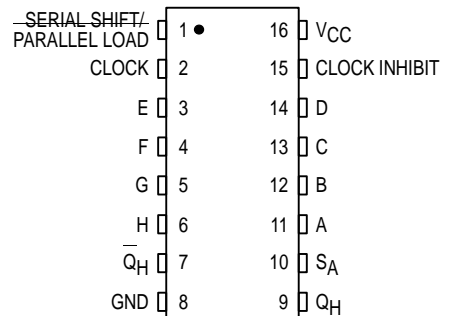 SERIAL SHIFT/
PARALLEL LOAD 1 16 VCC
CLOCK 2 15 CLOCK INHIBIT
E 3 14 D
F 4 13 C
G 5 12 B
H 6 11 A
Q̅H 7 10 SA
GND 8 9 QH